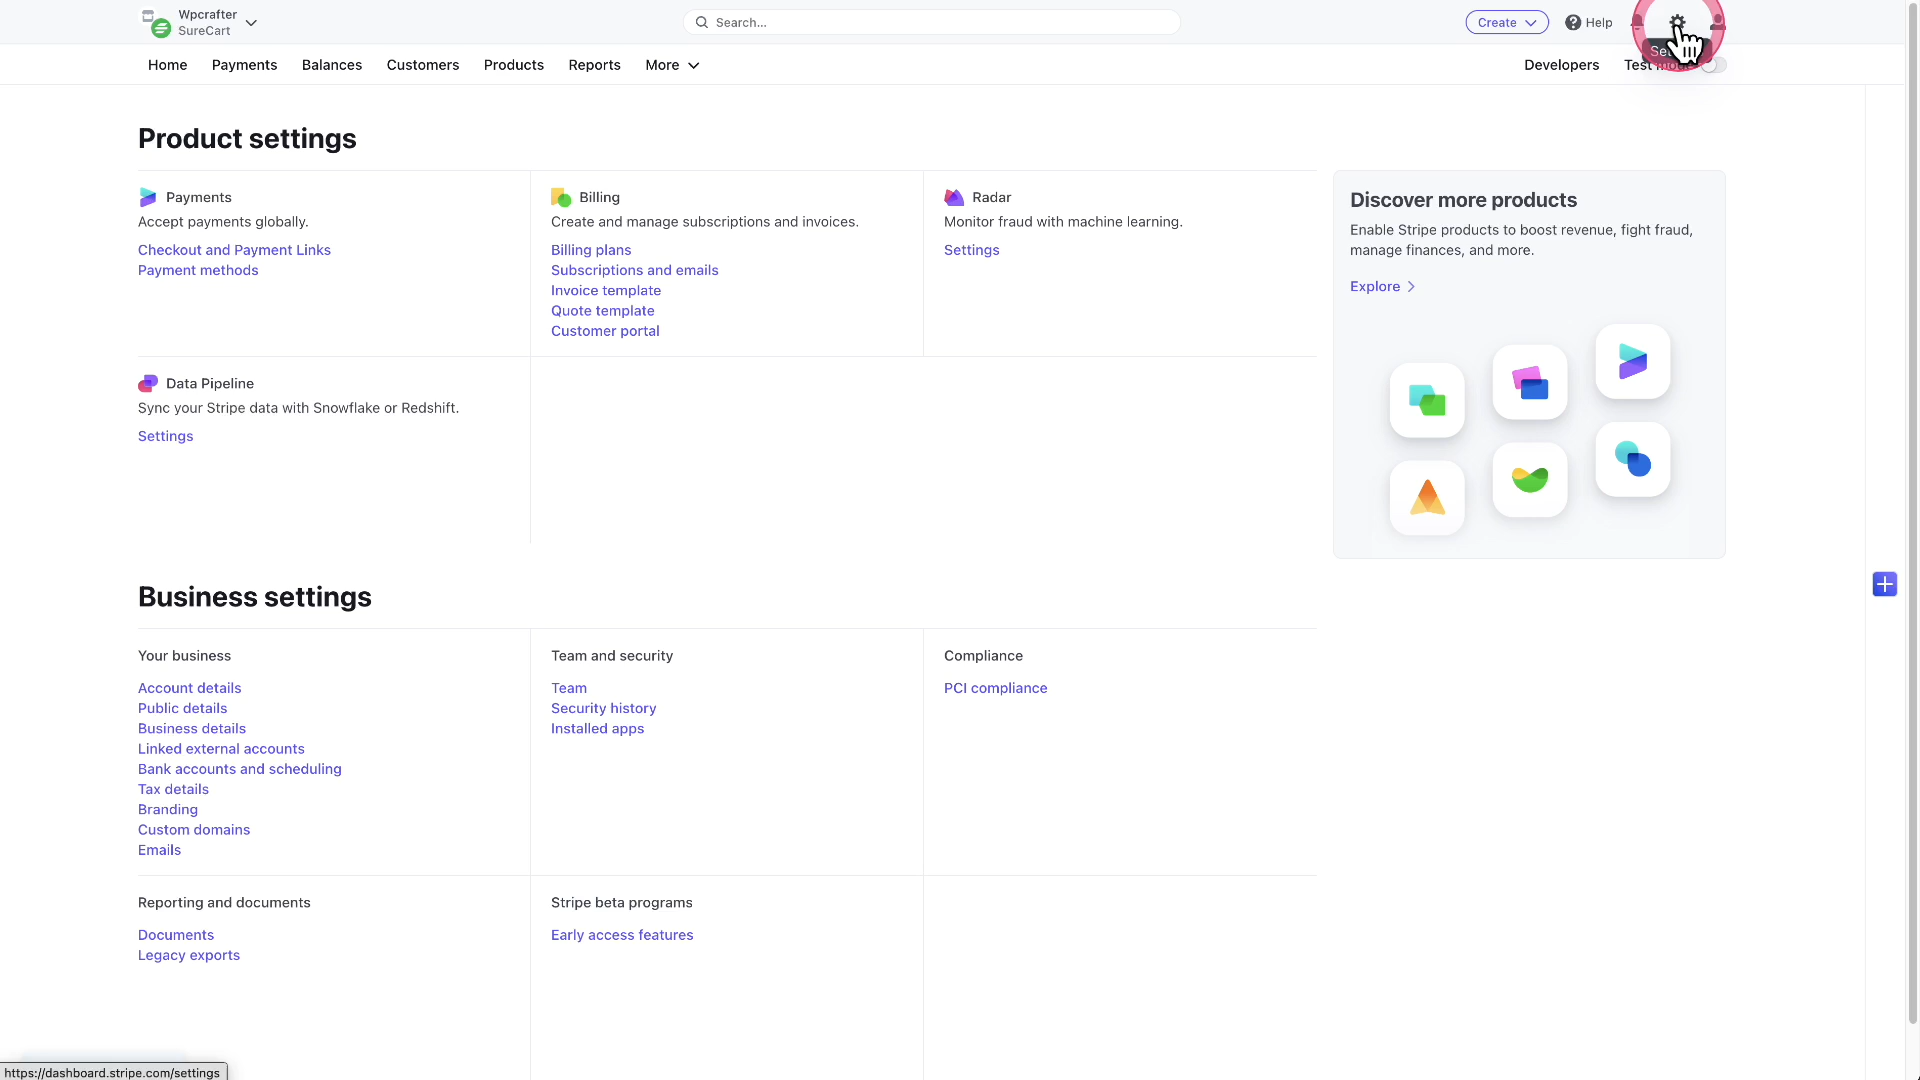 Wpcrafter
SureCart
Search...
Create
Help
Home
Payments
Balances
Customers
Products
Reports
More
Developers
Product settings
Payments
Accept payments globally.
Checkout and Payment Links
Payment methods
Billing
Create and manage subscriptions and invoices.
Billing plans
Subscriptions and emails
Invoice template
Quote template
Customer portal
Radar
Monitor fraud with machine learning.
Settings
Discover more products
Enable Stripe products to boost revenue, fight fraud,
manage finances, and more.
Explore
Data Pipeline
Sync your Stripe data with Snowflake or Redshift.
Settings
Business settings
Your business
Account details
Public details
Business details
Linked external accounts
Bank accounts and scheduling
Tax details
Branding
Custom domains
Emails
Team and security
Team
Security history
Installed apps
Compliance
PCI compliance
Reporting and documents
Documents
Legacy exports
Stripe beta programs
Early access features
https://dashboard.stripe.com/settings